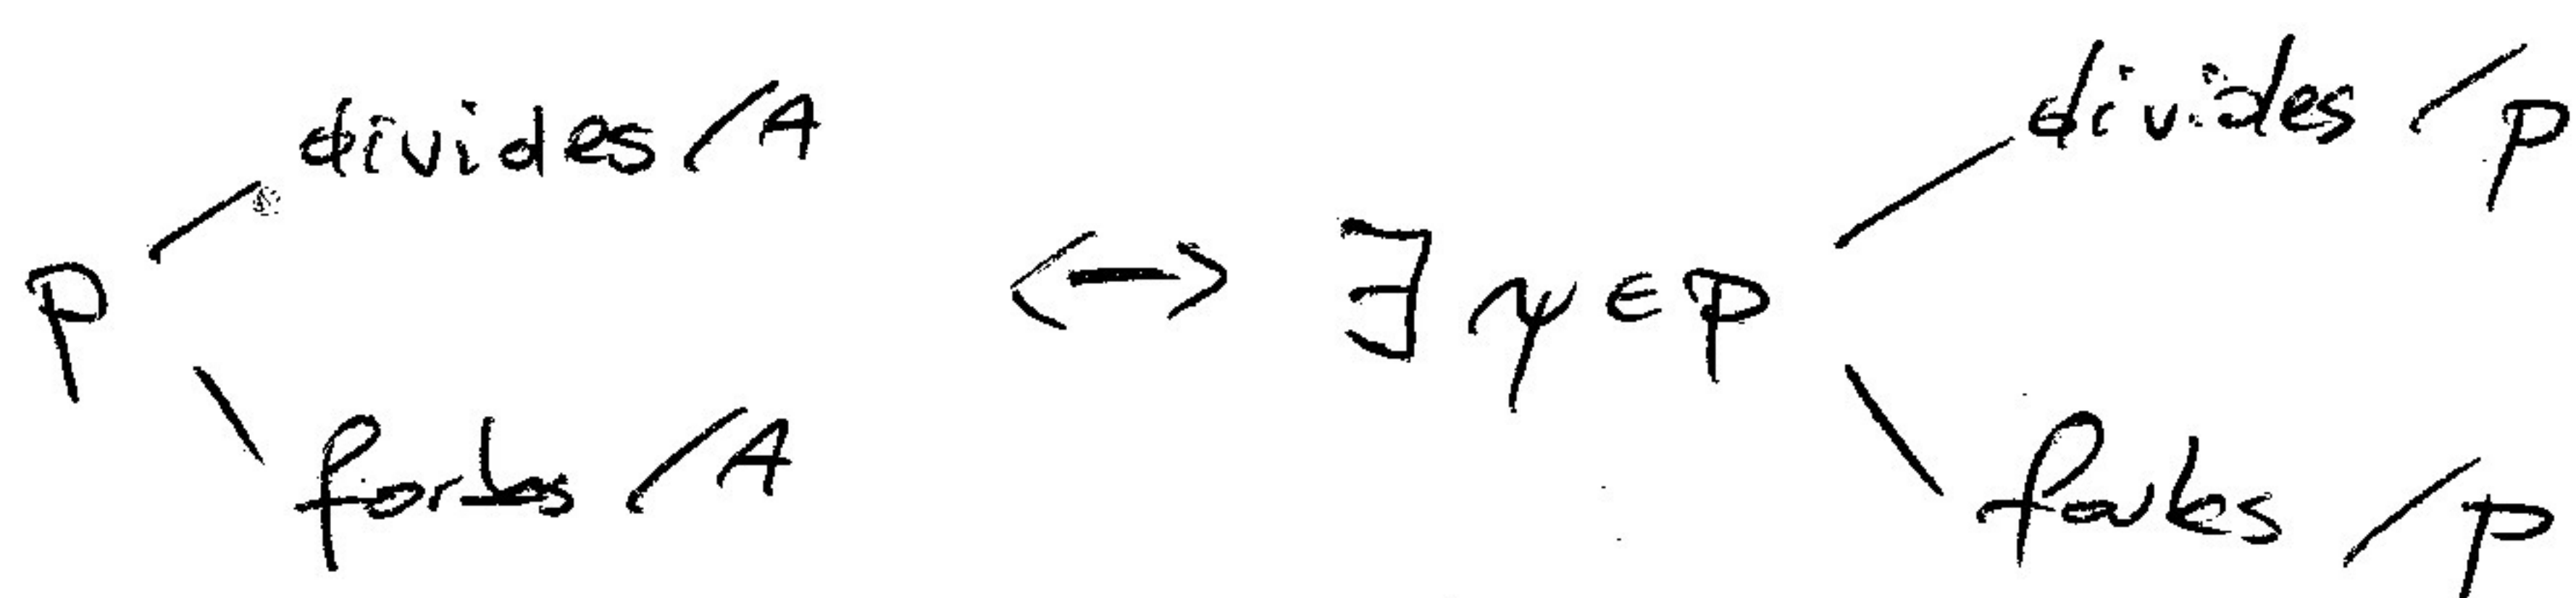 divides /A divides /p
p ⟷ ∃ ψ ∈ p
forks /A forks /p